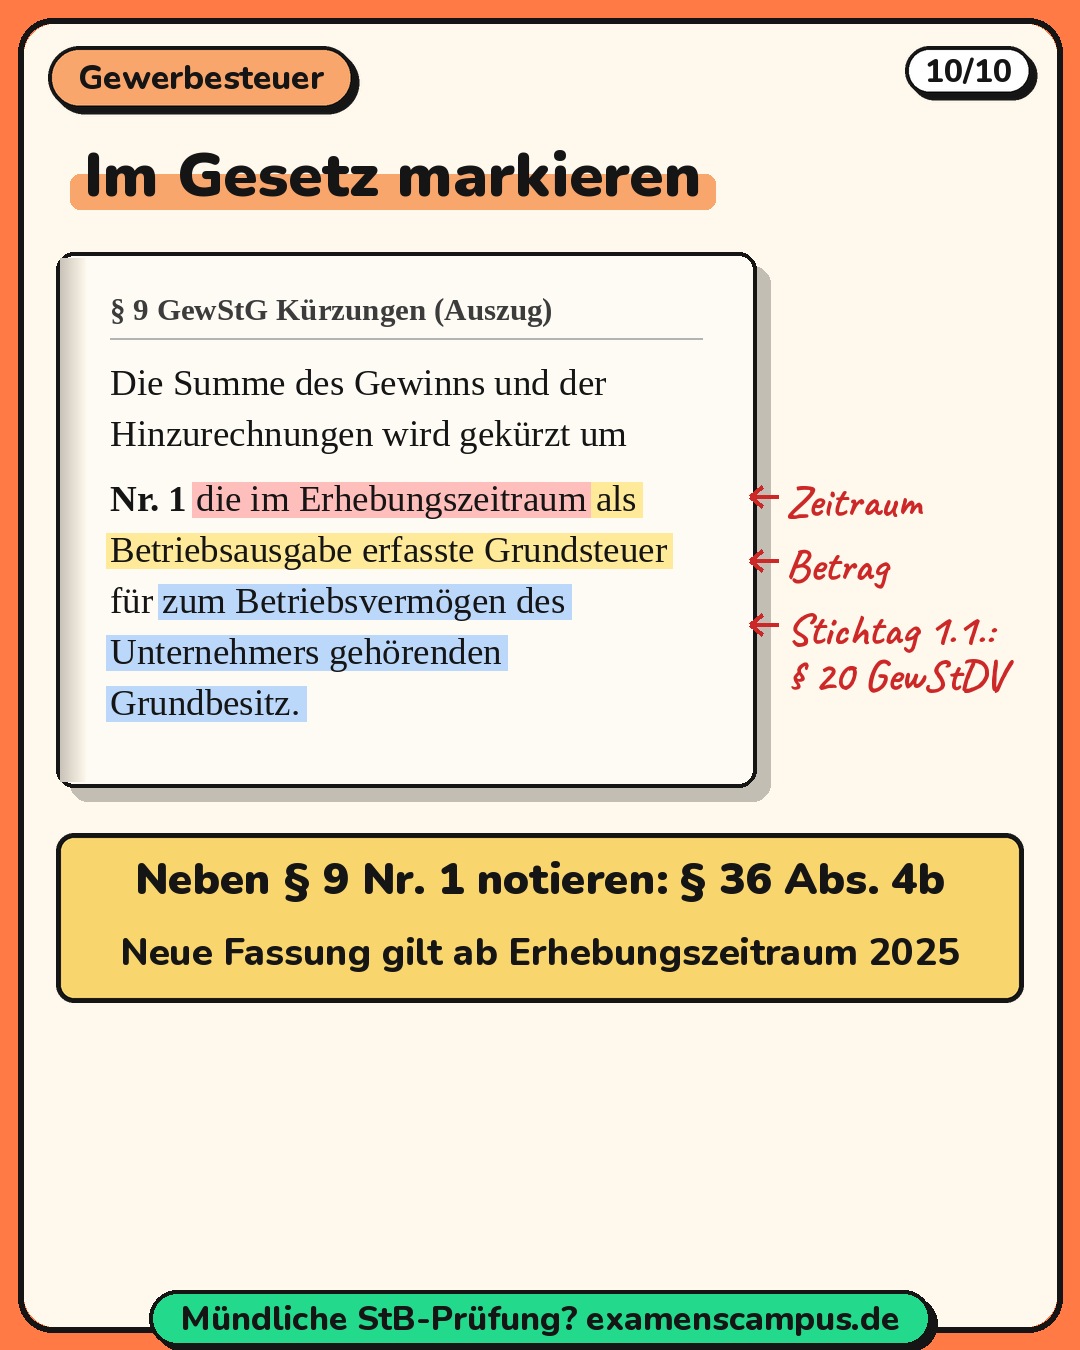 Gewerbesteuer
10/10
Im Gesetz markieren
§ 9 GewStG Kürzungen (Auszug)
Die Summe des Gewinns und der
Hinzurechnungen wird gekürzt um
Nr. 1 die im Erhebungszeitraum als
Betriebsausgabe erfasste Grundsteuer
für zum Betriebsvermögen des
Unternehmers gehörenden
Grundbesitz.
Zeitraum
Betrag
Stichtag 1.1.:
§ 20 GewStDV
Neben § 9 Nr. 1 notieren: § 36 Abs. 4b
Neue Fassung gilt ab Erhebungszeitraum 2025
Mündliche StB-Prüfung? examenscampus.de